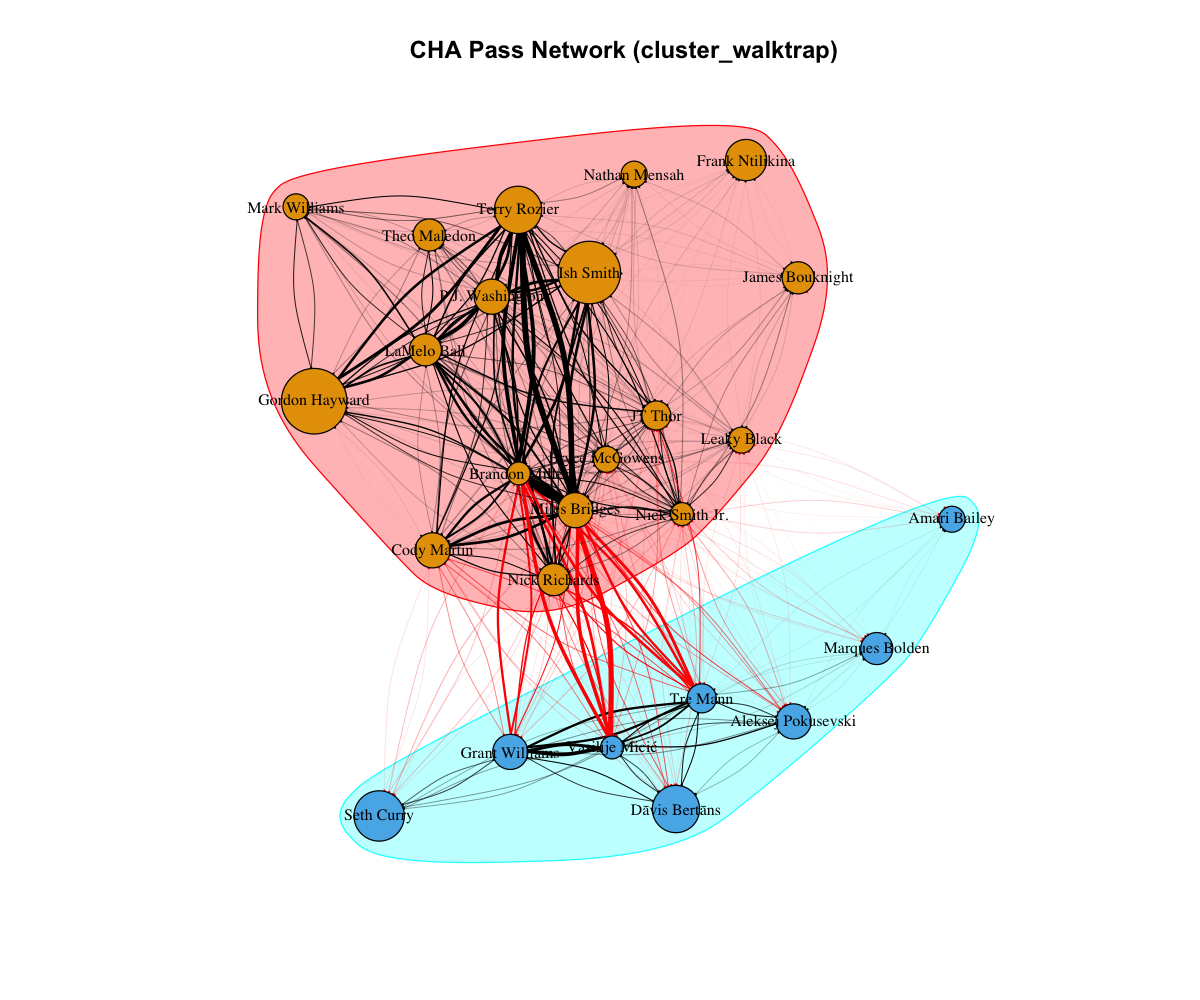 CHA Pass Network (cluster_walktrap)
Frank Ntilikina
Nathan Mensah
Mark Williams
Terry Rozier
Theo Maledon
Ish Smith
James Bouknight
P.J. Washington
LaMelo Ball
Gordon Hayward
JT Thor
Leaky Black
Bryce McGowens
Brandon Miller
Miles Bridges
Nick Smith Jr.
Amari Bailey
Cody Martin
Nick Richards
Marques Bolden
Tre Mann
Aleksej Pokusevski
Vasilije Micić
Grant Williams
Dāvis Bertāns
Seth Curry